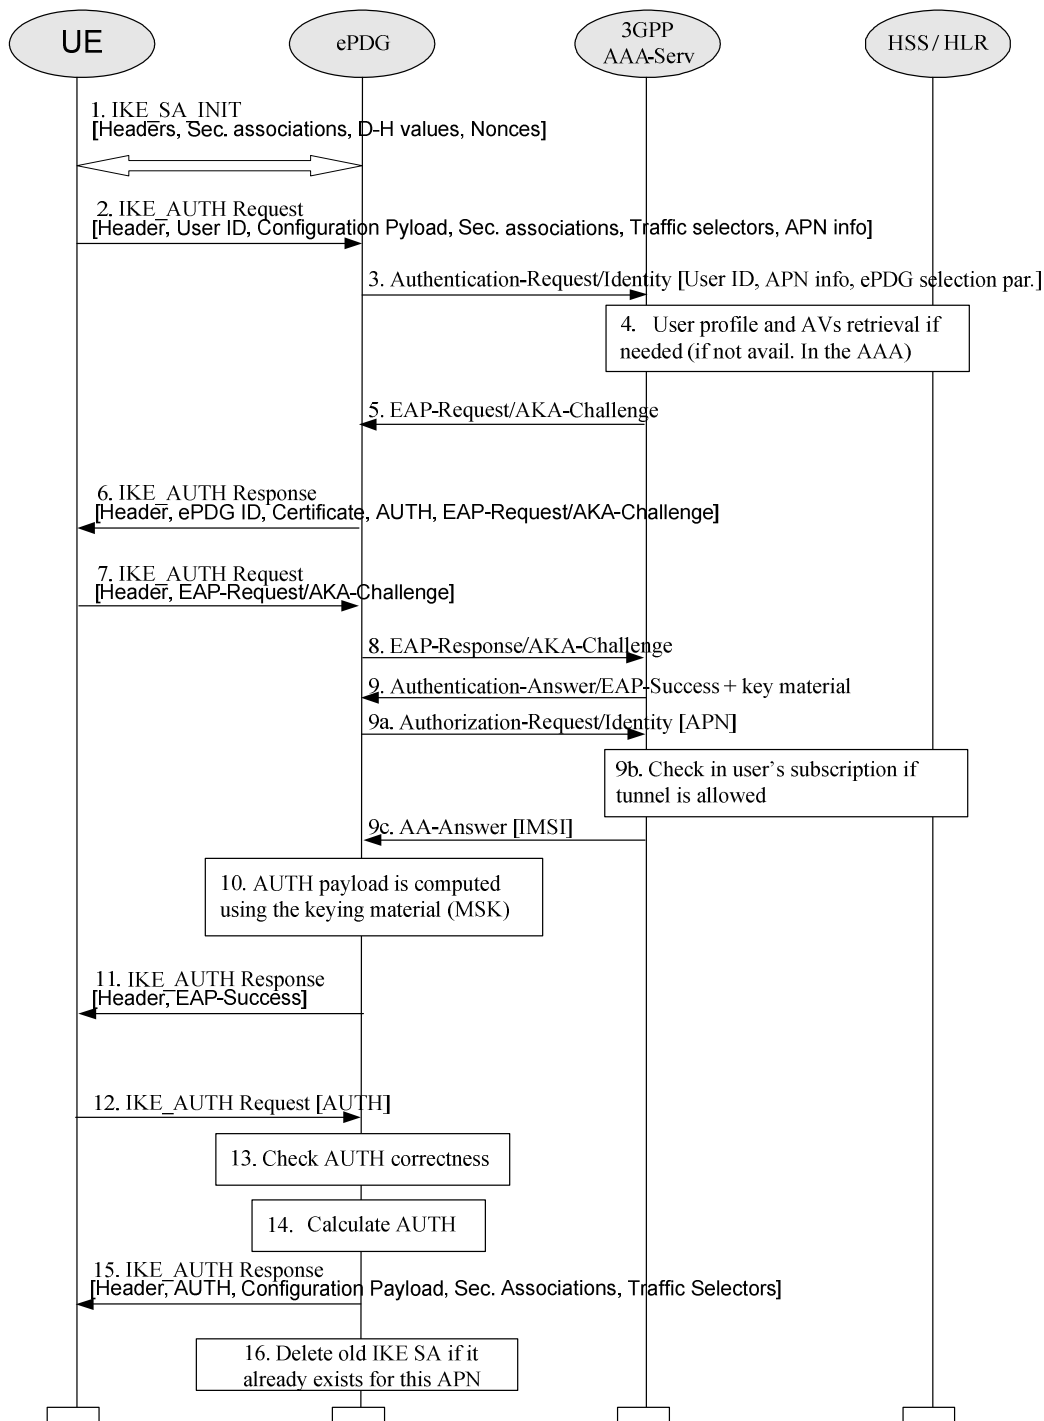 UE
ePDG
3GPP
AAA-Serv
HSS / HLR
1. IKE_SA_INIT
[Headers, Sec. associations, D-H values, Nonces]
2. IKE_AUTH Request
[Header, User ID, Configuration Pyload, Sec. associations, Traffic selectors, APN info]
3. Authentication-Request/Identity [User ID, APN info, ePDG selection par.]
4. User profile and AVs retrieval if
needed (if not avail. In the AAA)
5. EAP-Request/AKA-Challenge
6. IKE_AUTH Response
[Header, ePDG ID, Certificate, AUTH, EAP-Request/AKA-Challenge]
7. IKE_AUTH Request
[Header, EAP-Request/AKA-Challenge]
8. EAP-Response/AKA-Challenge
9. Authentication-Answer/EAP-Success + key material
9a. Authorization-Request/Identity [APN]
9b. Check in user's subscription if
tunnel is allowed
9c. AA-Answer [IMSI]
10. AUTH payload is computed
using the keying material (MSK)
11. IKE_AUTH Response
[Header, EAP-Success]
12. IKE_AUTH Request [AUTH]
13. Check AUTH correctness
14. Calculate AUTH
15. IKE_AUTH Response
[Header, AUTH, Configuration Payload, Sec. Associations, Traffic Selectors]
16. Delete old IKE SA if it
already exists for this APN